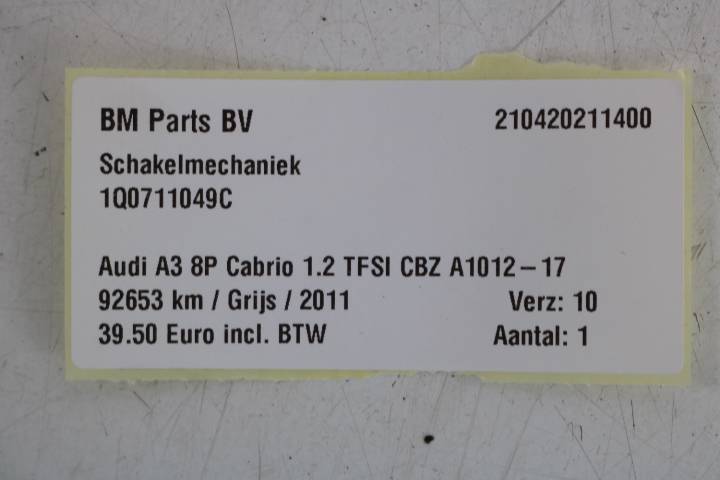 BM Parts BV 210420211400
Schakelmechaniek
1Q0711049C
Audi A3 8P Cabrio 1.2 TFSI CBZ A1012-17
92653 km / Grijs / 2011 Verz: 10
39.50 Euro incl. BTW Aantal: 1